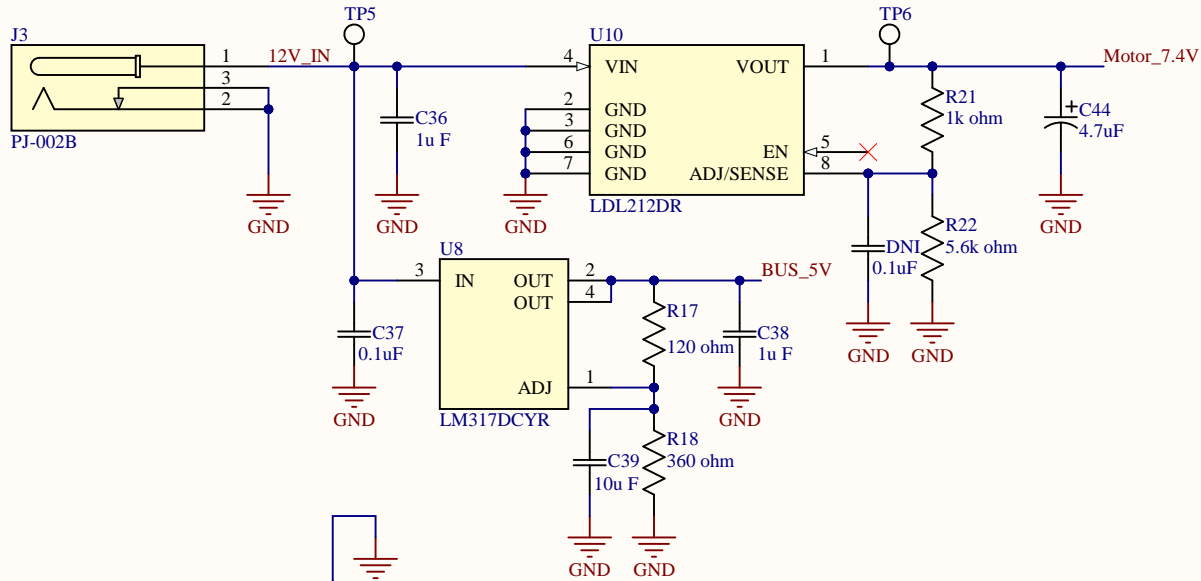 TP5
TP6
J3
U10
1
12V_IN
4
VIN
VOUT
1
Motor_7.4V
3
2
PJ-002B
C36
1u F
2
GND
3
GND
6
GND
7
GND
EN
5
ADJ/SENSE
8
LDL212DR
R21
1k ohm
C44
4.7uF
GND
GND
GND
GND
GND
U8
3
IN
OUT
2
OUT
4
BUS_5V
DNI
0.1uF
R22
5.6k ohm
GND
GND
C37
0.1uF
GND
R17
120 ohm
C38
1u F
GND
ADJ
1
LM317DCYR
C39
10u F
R18
360 ohm
GND
GND